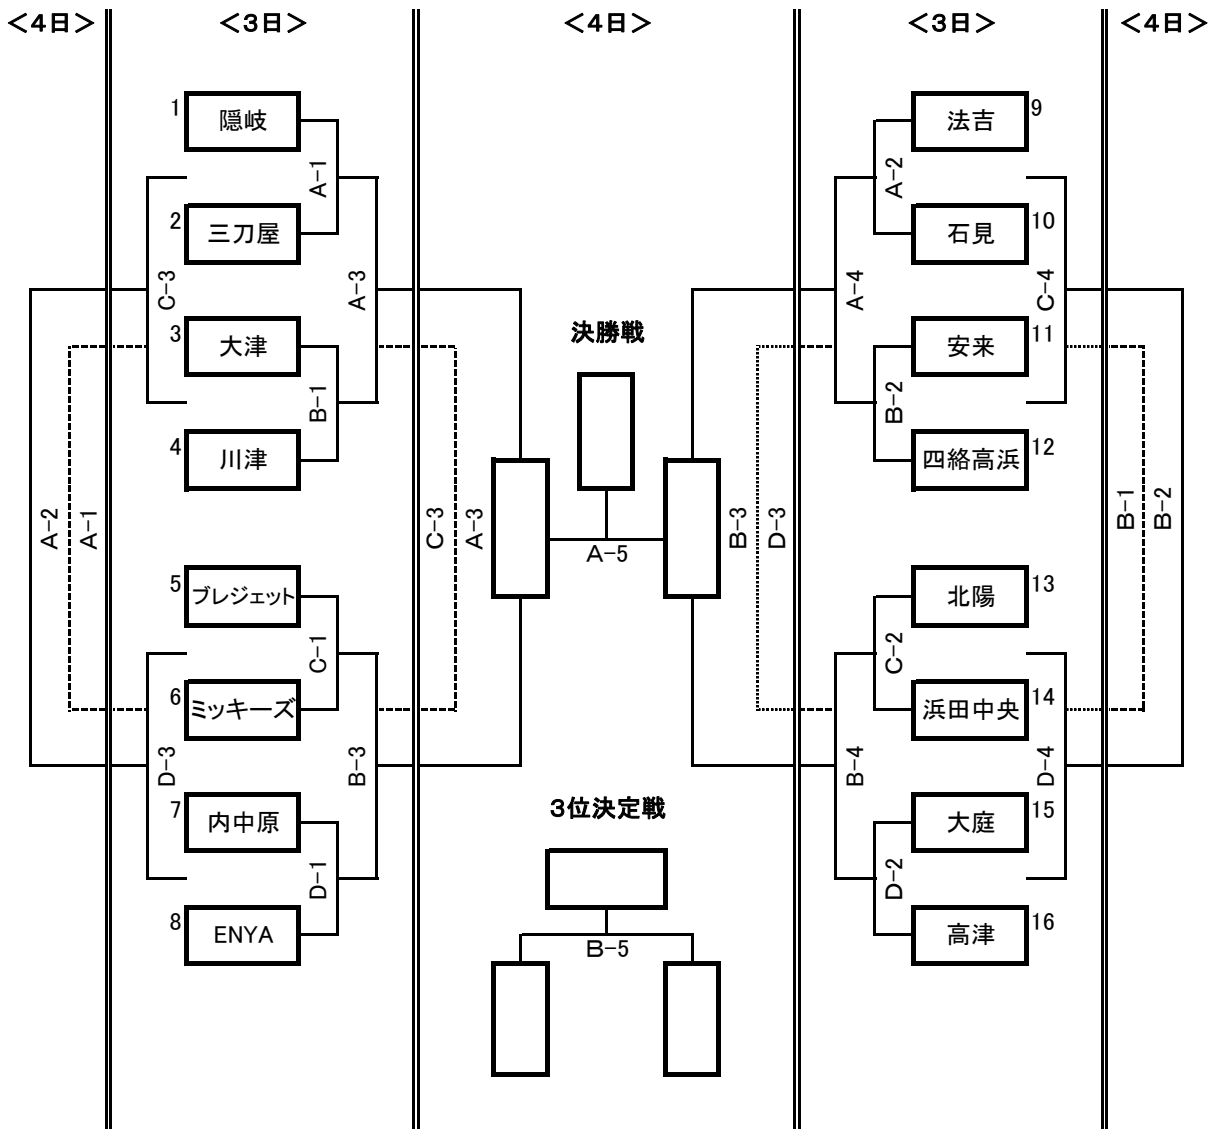 ＜４日＞
＜３日＞
＜４日＞
＜３日＞
＜４日＞
1 隠岐
A-1
2 三刀屋
C-3
A-3
3 大津
B-1
4 川津
A-2
A-1
5 ブレジェット
C-1
6 ミッキーズ
D-3
B-3
7 内中原
D-1
8 ENYA
C-3
A-3
決勝戦
A-5
3位決定戦
B-5
B-3
D-3
法吉 9
A-2
石見 10
A-4
C-4
安来 11
B-2
四絡高浜 12
北陽 13
C-2
浜田中央 14
B-4
D-4
大庭 15
D-2
高津 16
B-1
B-2